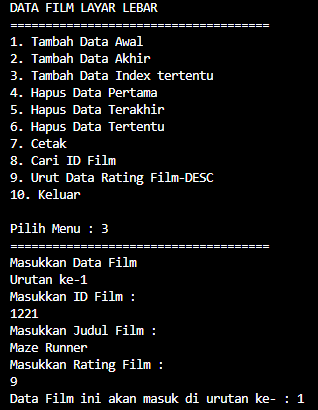 DATA FILM LAYAR LEBAR
=====================================
1. Tambah Data Awal
2. Tambah Data Akhir
3. Tambah Data Index tertentu
4. Hapus Data Pertama
5. Hapus Data Terakhir
6. Hapus Data Tertentu
7. Cetak
8. Cari ID Film
9. Urut Data Rating Film-DESC
10. Keluar
Pilih Menu : 3
=====================================
Masukkan Data Film
Urutan ke-1
Masukkan ID Film :
1221
Masukkan Judul Film :
Maze Runner
Masukkan Rating Film :
9
Data Film ini akan masuk di urutan ke- : 1